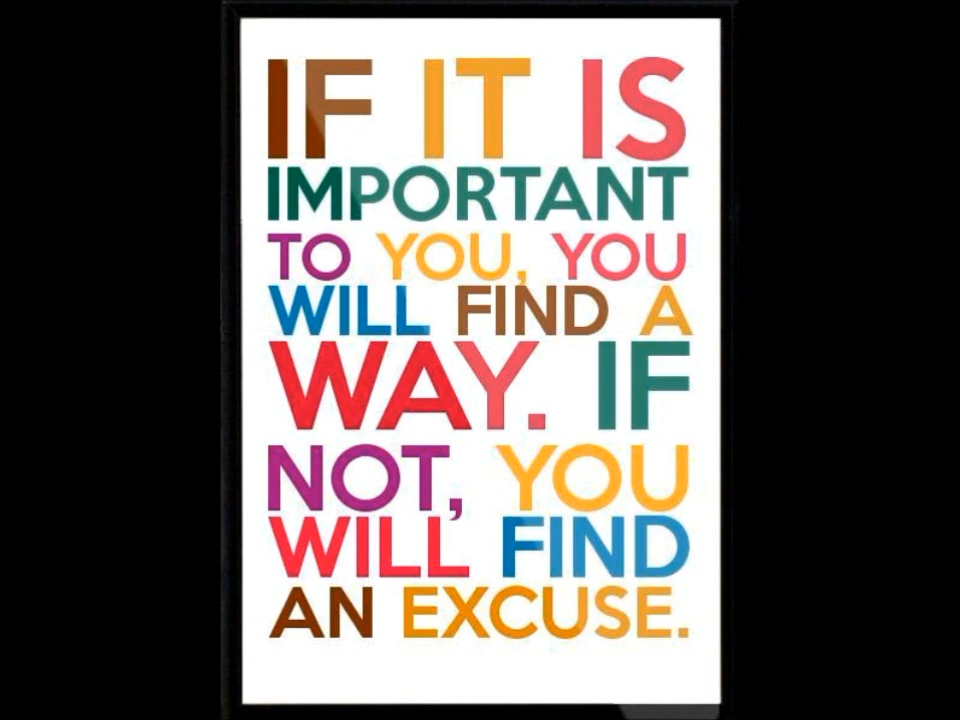 IF IT IS
IMPORTANT
TO YOU, YOU
WILL FIND A
WAY. IF
NOT, YOU
WILL FIND
AN EXCUSE.